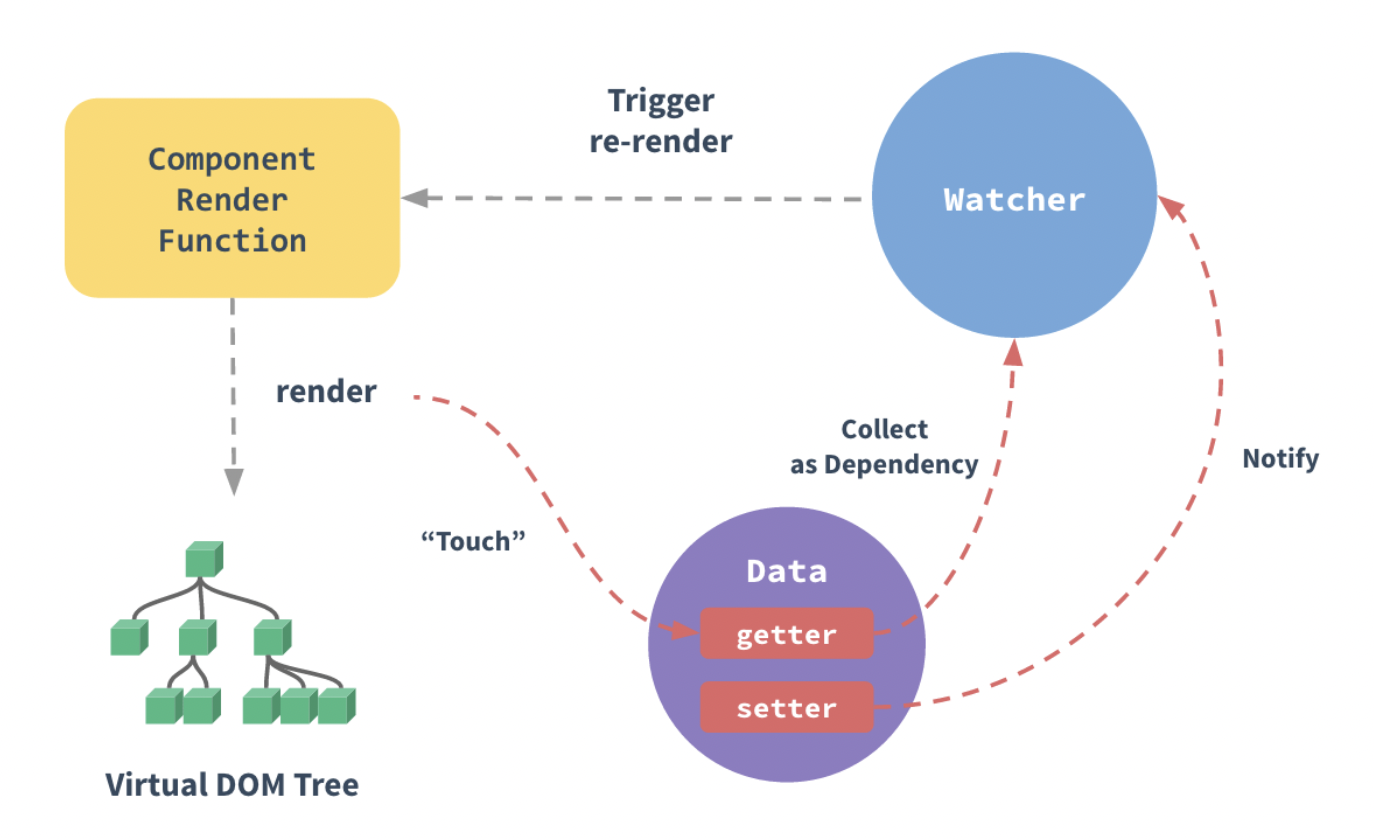 Trigger
re-render
Component
Render
Function
Watcher
render
Collect
as Dependency
Notify
“Touch”
Data
getter
setter
Virtual DOM Tree